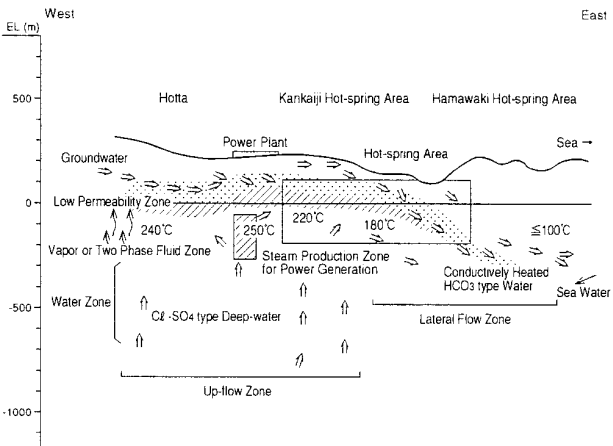 West
East
EL (m)
500
0
-500
-1000
Hotta
Kankaiji Hot-spring Area
Hamawaki Hot-spring Area
Power Plant
Sea →
Groundwater
Hot-spring Area
Low Permeability Zone
240℃
250℃
220℃
180℃
≦100℃
Vapor or Two Phase Fluid Zone
Steam Production Zone
for Power Generation
Conductively Heated
HCO3 type Water
Sea Water
Water Zone
Cℓ-SO4 type Deep-water
Lateral Flow Zone
Up-flow Zone